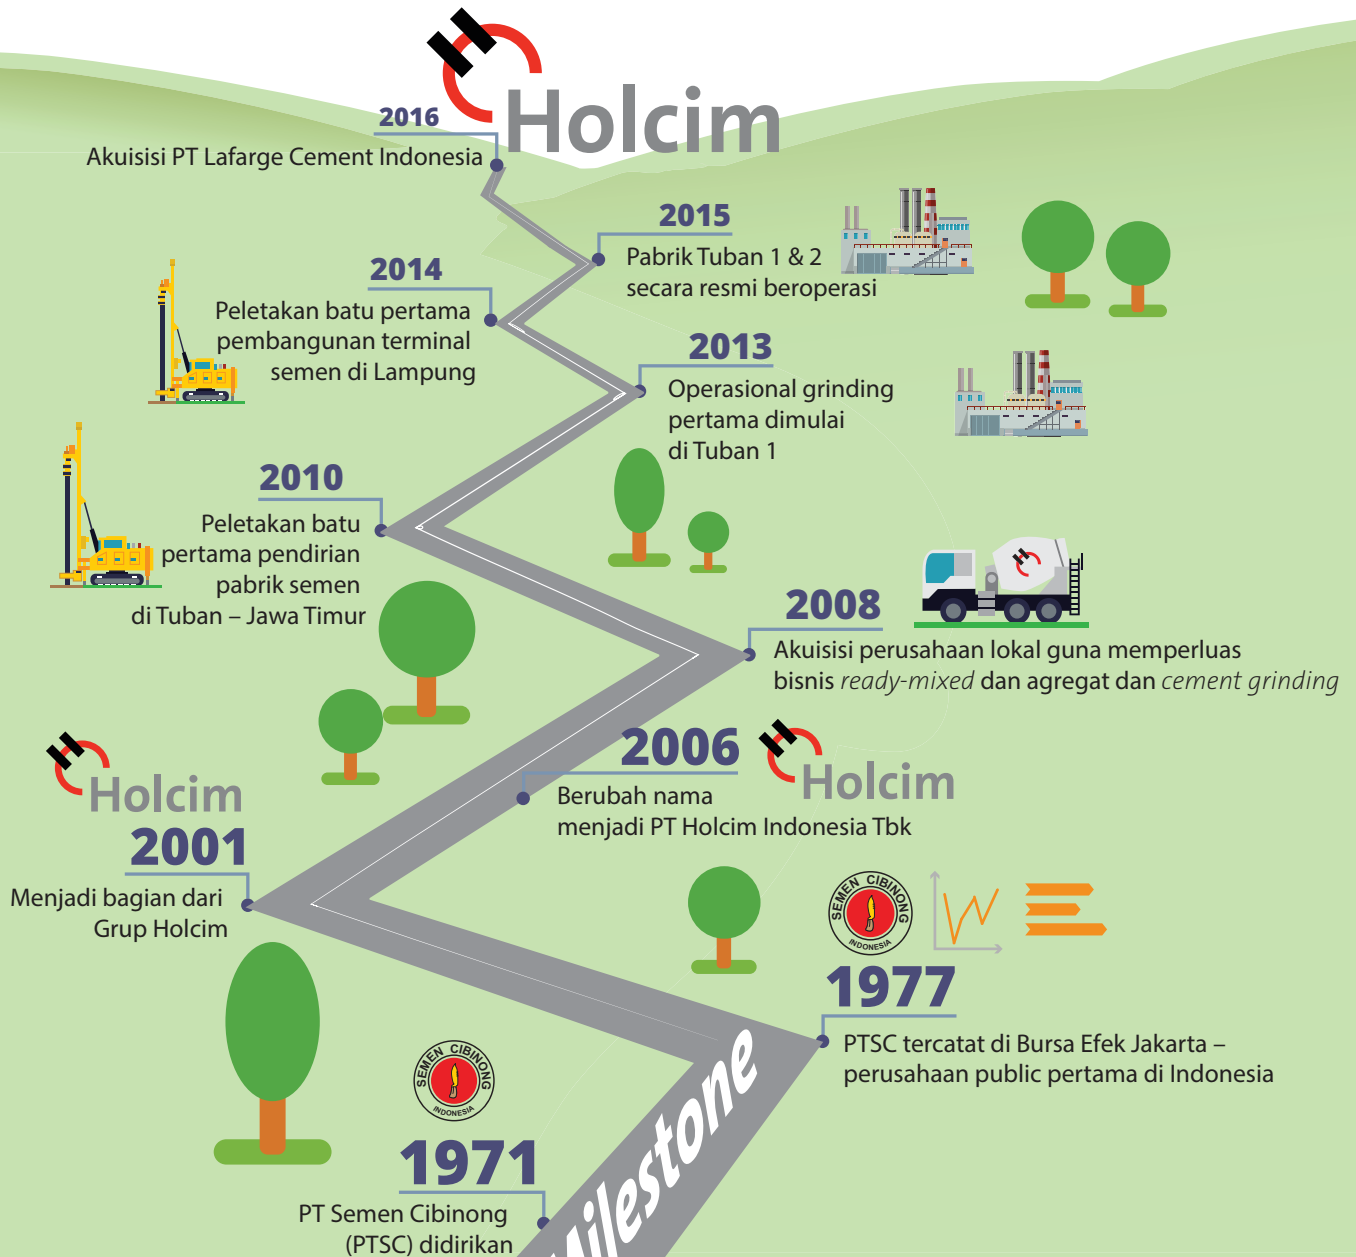 Holcim
2016
Akuisisi PT Lafarge Cement Indonesia
2015
Pabrik Tuban 1 & 2
secara resmi beroperasi
2014
Peletakan batu pertama
pembangunan terminal
semen di Lampung
2013
Operasional grinding
pertama dimulai
di Tuban 1
2010
Peletakan batu
pertama pendirian
pabrik semen
di Tuban – Jawa Timur
2008
Akuisisi perusahaan lokal guna memperluas
bisnis ready-mixed dan agregat dan cement grinding
2006
Holcim
Berubah nama
menjadi PT Holcim Indonesia Tbk
Holcim
2001
Menjadi bagian dari
Grup Holcim
SEMEN CIBINONG
INDONESIA
1977
PTSC tercatat di Bursa Efek Jakarta –
perusahaan public pertama di Indonesia
SEMEN CIBINONG
INDONESIA
1971
PT Semen Cibinong
(PTSC) didirikan
Milestone